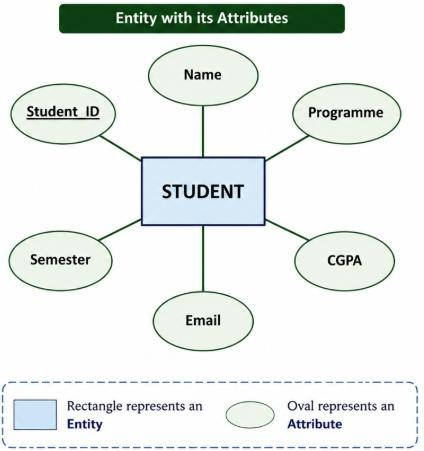 Entity with its Attributes
Name
Student_ID
Programme
STUDENT
Semester
CGPA
Email
Rectangle represents an
Entity
Oval represents an
Attribute